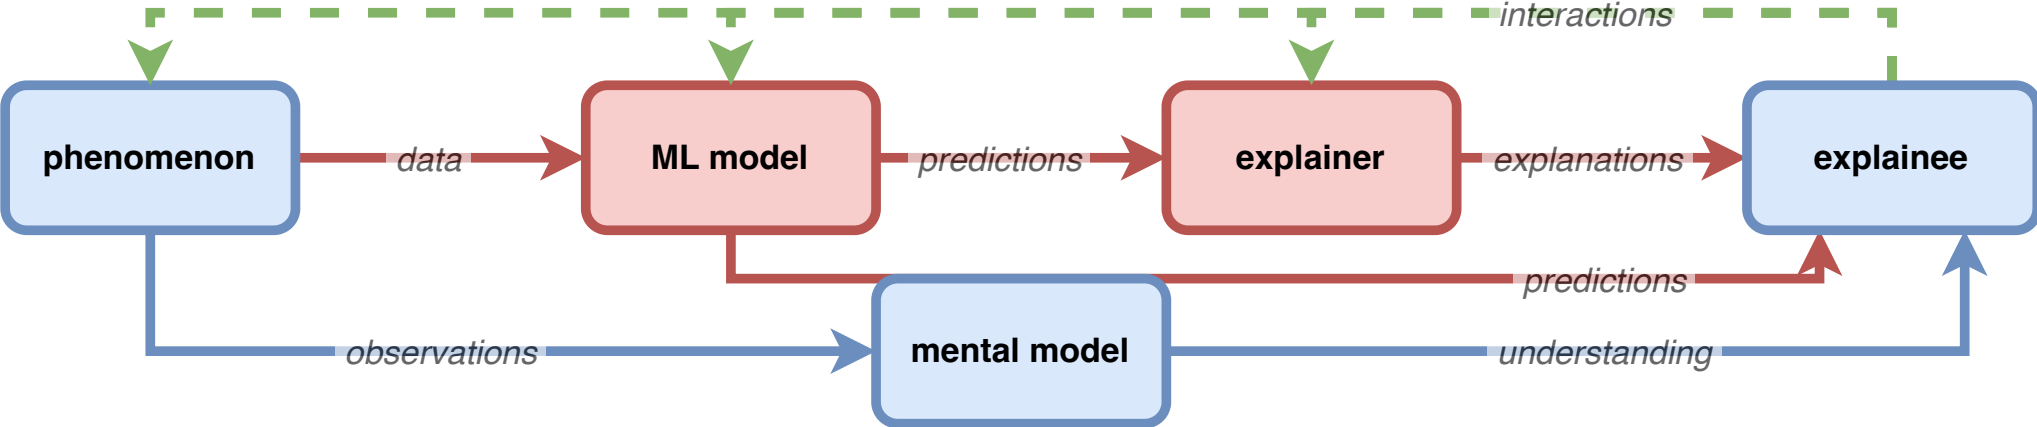 interactions
phenomenon
data
ML model
predictions
explainer
explanations
explainee
predictions
observations
mental model
understanding